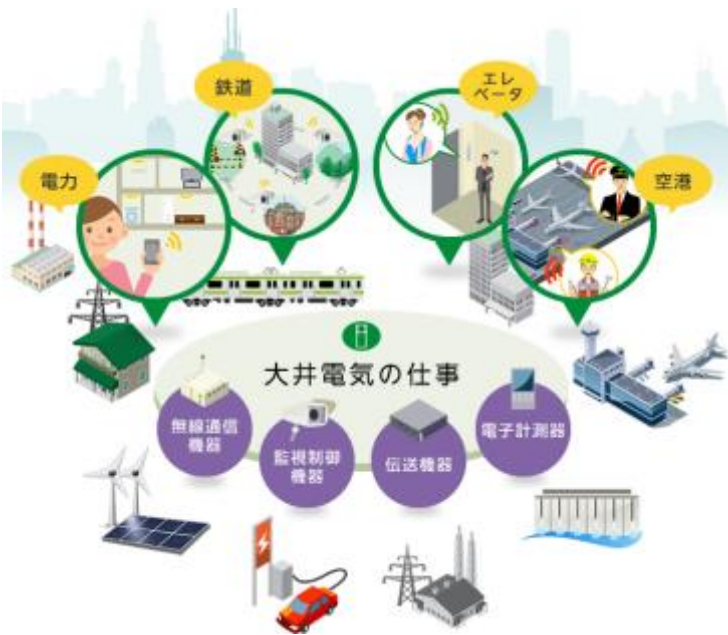 鉄道
エレ
ベータ
電力
空港
大井電気の仕事
無線通信
機器
監視制御
機器
伝送機器
電子計測器